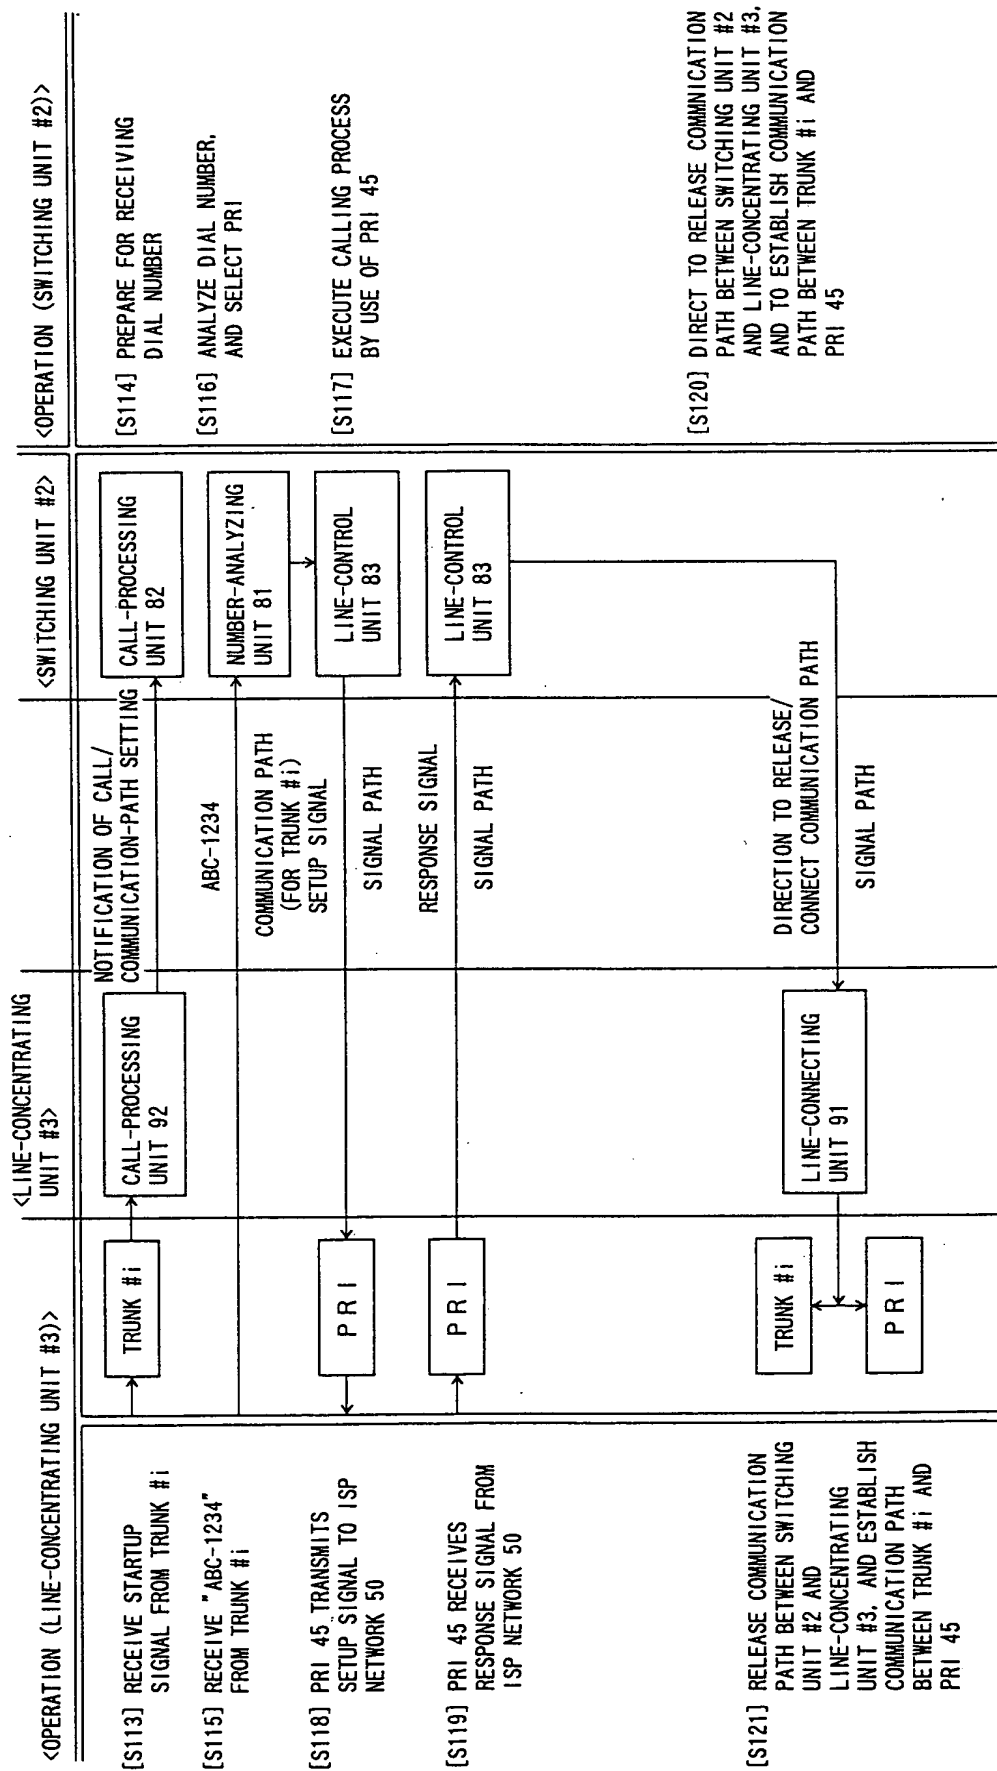 <OPERATION (LINE-CONCENTRATING UNIT #3)>
<LINE-CONCENTRATING
UNIT #3>
<SWITCHING UNIT #2>
<OPERATION (SWITCHING UNIT #2)>
[S113] RECEIVE STARTUP
SIGNAL FROM TRUNK #i
TRUNK #i
CALL-PROCESSING
UNIT 92
NOTIFICATION OF CALL/
COMMUNICATION-PATH SETTING
CALL-PROCESSING
UNIT 82
[S114] PREPARE FOR RECEIVING
DIAL NUMBER
[S115] RECEIVE "ABC-1234"
FROM TRUNK #i
ABC-1234
COMMUNICATION PATH
(FOR TRUNK #i)
NUMBER-ANALYZING
UNIT 81
[S116] ANALYZE DIAL NUMBER,
AND SELECT PRI
[S118] PRI 45 TRANSMITS
SETUP SIGNAL TO ISP
NETWORK 50
PRI
SETUP SIGNAL
SIGNAL PATH
LINE-CONTROL
UNIT 83
[S117] EXECUTE CALLING PROCESS
BY USE OF PRI 45
[S119] PRI 45 RECEIVES
RESPONSE SIGNAL FROM
ISP NETWORK 50
PRI
RESPONSE SIGNAL
SIGNAL PATH
LINE-CONTROL
UNIT 83
[S121] RELEASE COMMUNICATION
PATH BETWEEN SWITCHING
UNIT #2 AND
LINE-CONCENTRATING
UNIT #3, AND ESTABLISH
COMMUNICATION PATH
BETWEEN TRUNK #i AND
PRI 45
TRUNK #i
PRI
LINE-CONNECTING
UNIT 91
DIRECTION TO RELEASE/
CONNECT COMMUNICATION PATH
SIGNAL PATH
[S120] DIRECT TO RELEASE COMMNICATION
PATH BETWEEN SWITCHING UNIT #2
AND LINE-CONCENTRATING UNIT #3,
AND TO ESTABLISH COMMUNICATION
PATH BETWEEN TRUNK #i AND
PRI 45